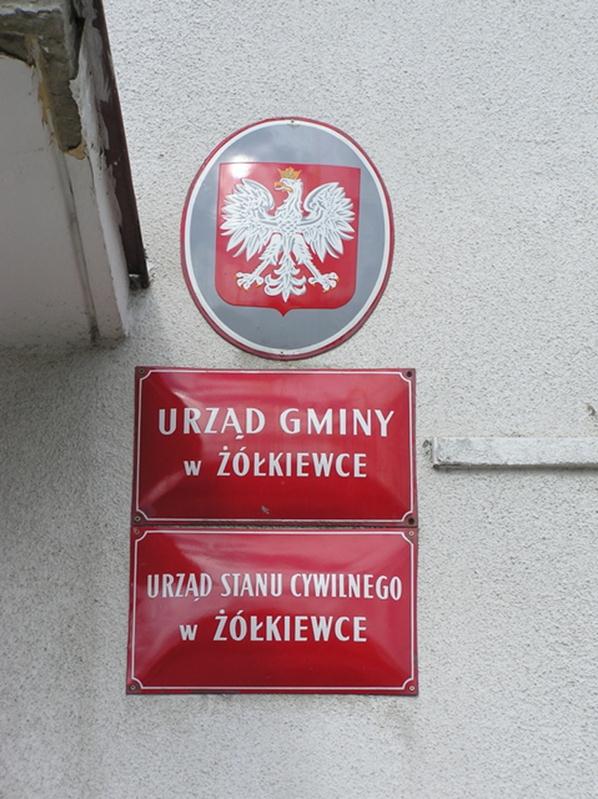 URZĄD GMINY
w ŻÓŁKIEWCE
URZĄD STANU CYWILNEGO
w ŻÓŁKIEWCE